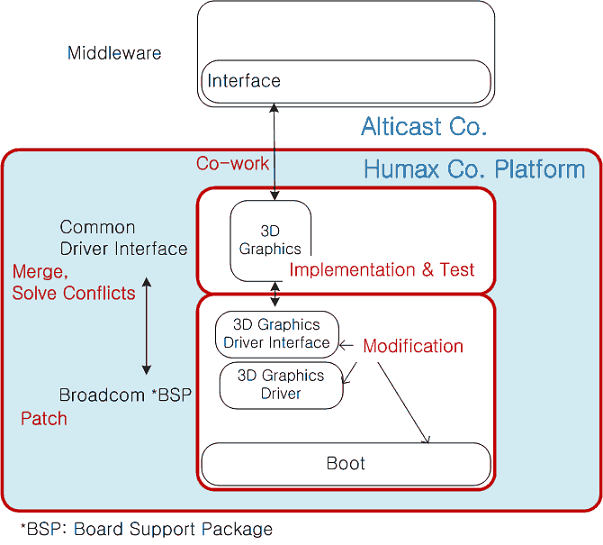 Middleware
Interface
Alticast Co.
Co-work
Humax Co. Platform
Common
Driver Interface
3D
Graphics
Merge,
Solve Conflicts
Implementation & Test
3D Graphics
Driver Interface
Modification
3D Graphics
Driver
Broadcom *BSP
Patch
Boot
*BSP: Board Support Package